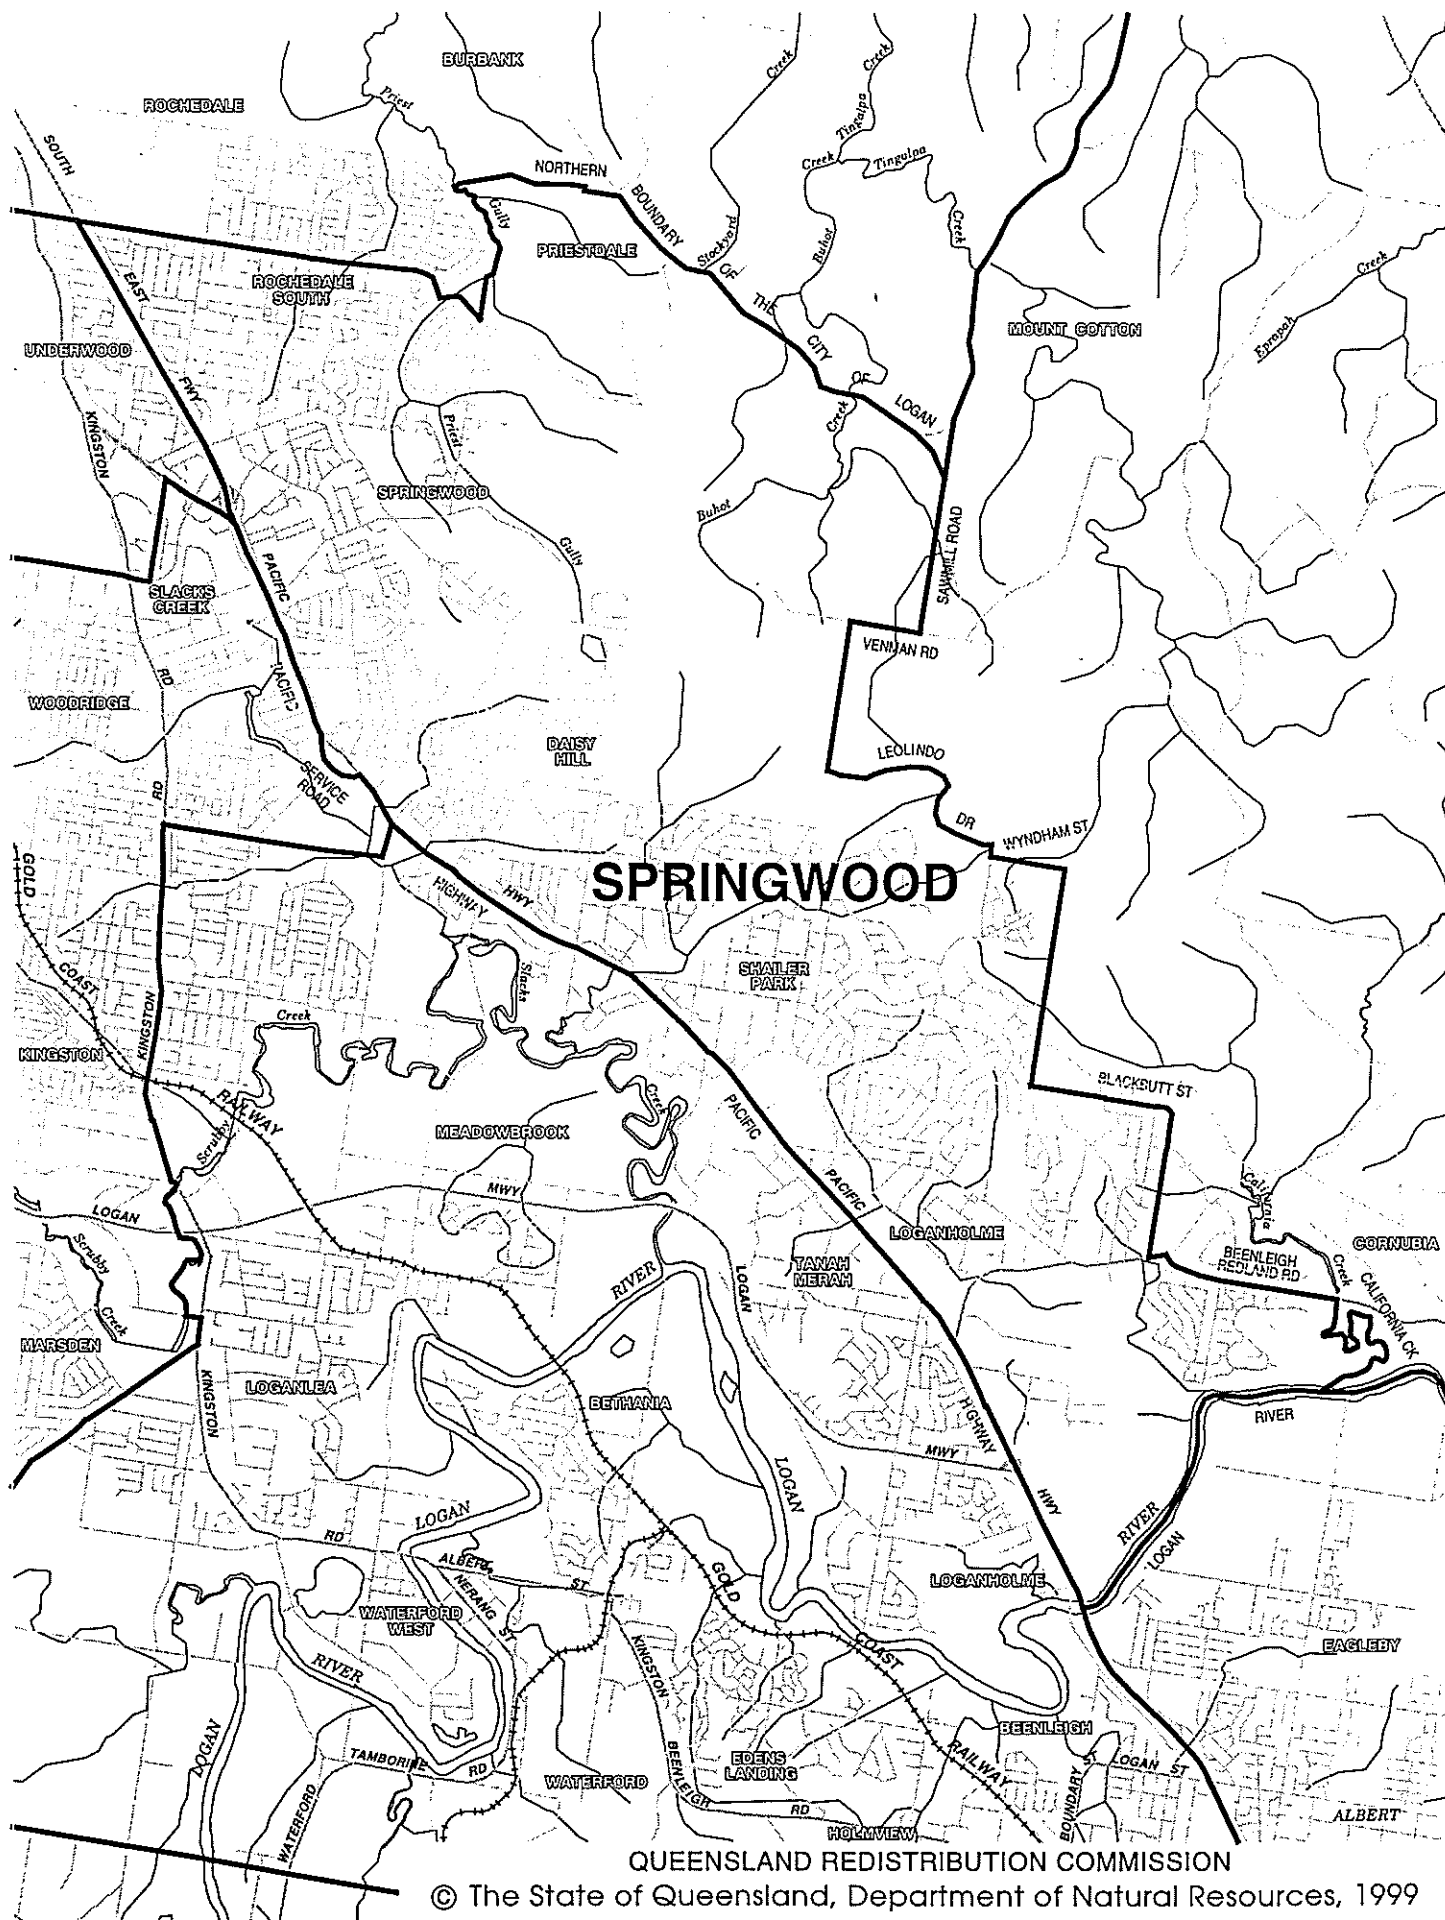 BURBANK
ROCHEDALE
Priest
Creek
Creek
Tingalpa
SOUTH
NORTHERN
Creek
Tingulpa
BOUNDARY
Gully
Stockyard
Buhot
Creek
PRIESTDALE
OF
Creek
EAST
ROCHEDALE
SOUTH
THE
MOUNT COTTON
Eprapah
UNDERWOOD
CITY
FWY
OF
LOGAN
KINGSTON
Priest
Creek
SPRINGWOOD
Buhot
Gully
SAWMILL ROAD
PACIFIC
SLACKS
CREEK
VENMAN RD
RD
PACIFIC
WOODRIDGE
DAISY
HILL
LEOLINDO
SERVICE
ROAD
RD
DR
WYNDHAM ST
GOLD
SPRINGWOOD
HIGHWAY
HWY
COAST
Slacks
SHAILER
PARK
Creek
KINGSTON
KINGSTON
BLACKBUTT ST
RAILWAY
Creek
PACIFIC
Scrubby
MEADOWBROOK
PACIFIC
MWY
California
LOGAN
LOGANHOLME
Scrubby
CORNUBIA
BEENLEIGH
REDLAND RD
Creek
TANAH
MERAH
RIVER
LOGAN
CALIFORNIA CK
Creek
MARSDEN
KINGSTON
LOGANLEA
BETHANIA
HIGHWAY
RIVER
MWY
LOGAN
HWY
LOGAN
RIVER
LOGAN
RD
ALBERT
ST
NERANG ST
GOLD
LOGANHOLME
WATERFORD
WEST
COAST
EAGLEBY
KINGSTON
RIVER
LOGAN
BEENLEIGH
RAILWAY
TAMBORINE
RD
BEENLEIGH
EDENS
LANDING
LOGAN ST
WATERFORD
WATERFORD
BOUNDARY
RD
ALBERT
HOLMVIEW
QUEENSLAND REDISTRIBUTION COMMISSION
© The State of Queensland, Department of Natural Resources, 1999